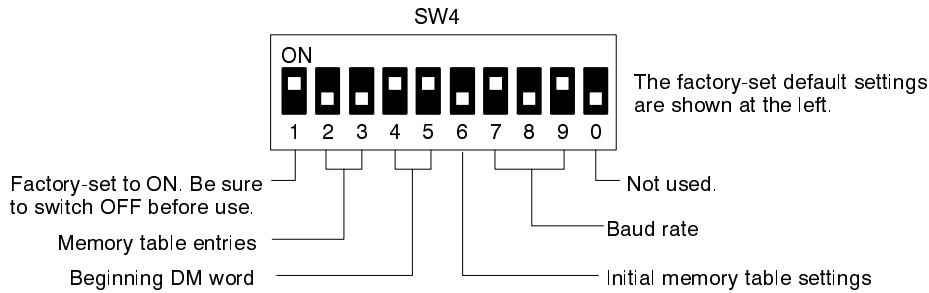 SW4
ON
1 2 3 4 5 6 7 8 9 0
The factory-set default settings
are shown at the left.
Factory-set to ON. Be sure
to switch OFF before use.
Not used.
Memory table entries
Baud rate
Beginning DM word
Initial memory table settings